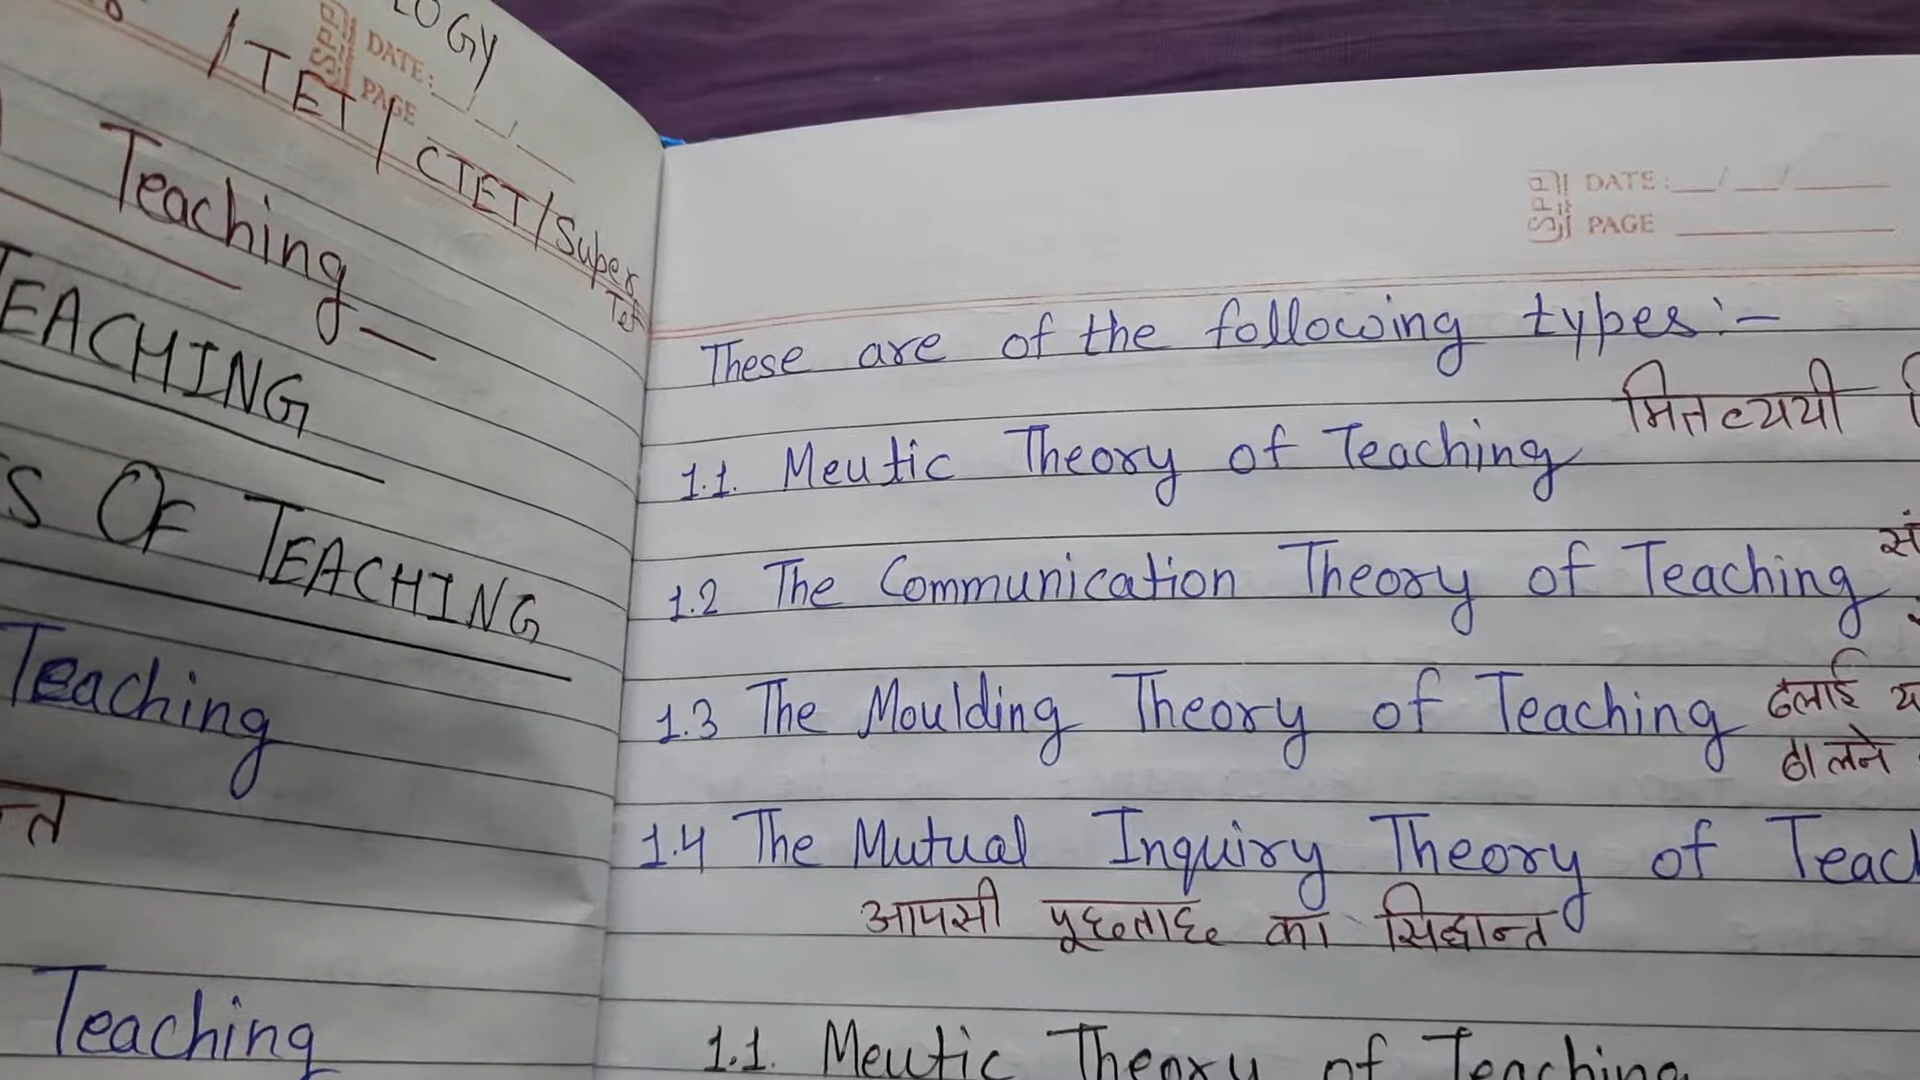 LOGY
/TET/CTET/Super
Tet
DATE:
PAGE
Teaching
TEACHING
S OF TEACHING
Teaching
न्त
Teaching
SPP DATE:
PAGE
These are of the following types:-
1.1. Meutic Theory of Teaching मितव्ययी
1.2 The Communication Theory of Teaching सं
1.3 The Moulding Theory of Teaching ढलाई
ढालने
1.4 The Mutual Inquiry Theory of Teac
आपसी पूछताछ का सिद्धान्त
1.1. Meutic Theory of Teaching